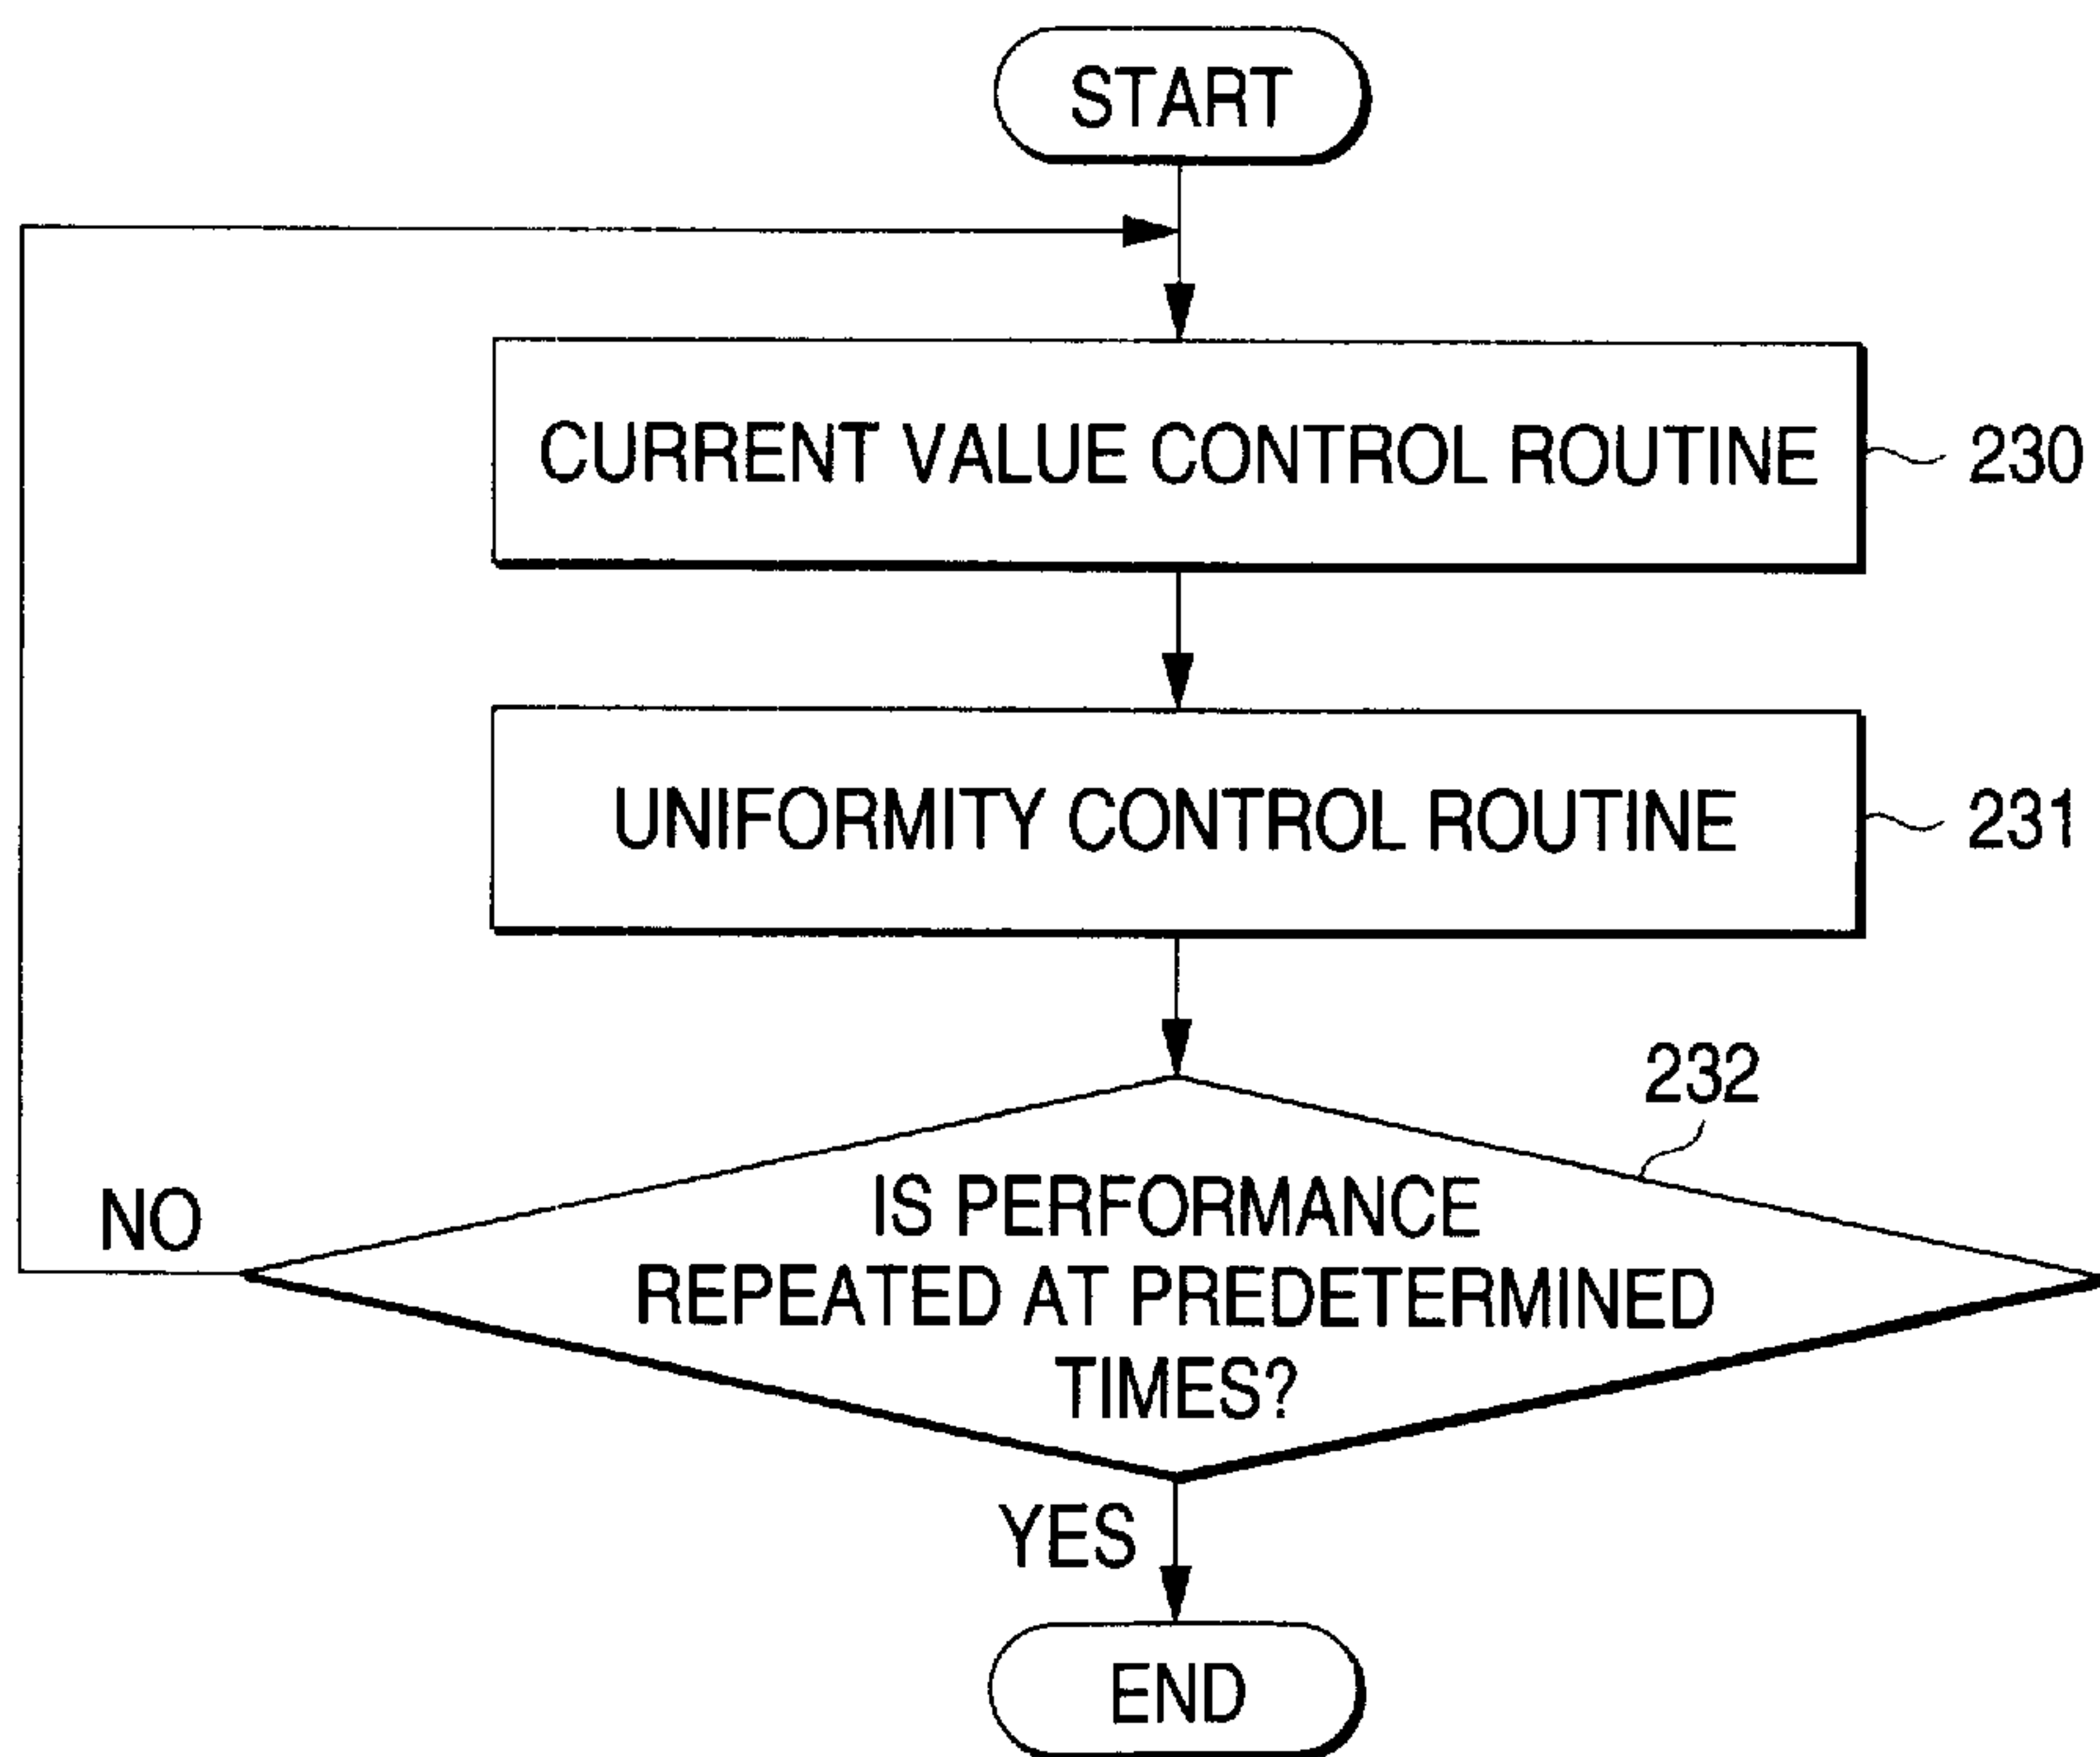 START
CURRENT VALUE CONTROL ROUTINE
230
UNIFORMITY CONTROL ROUTINE
231
232
IS PERFORMANCE
REPEATED AT PREDETERMINED
TIMES?
NO
YES
END